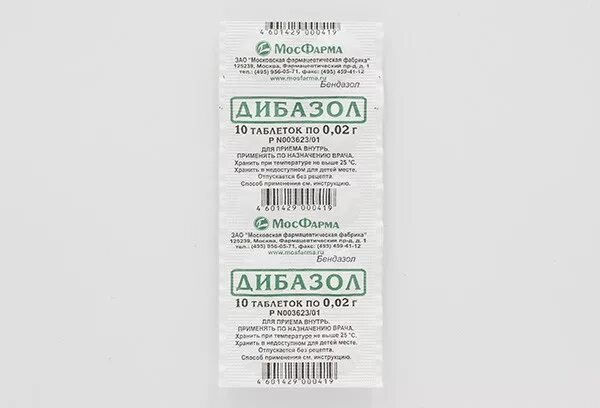 4 601429 000419
МосФарма
ЗАО "Московская фармацевтическая фабрика"
125239, Москва, Фармацевтический пр-д, д. 1
тел.: (495) 956-05-71, факс: (495) 459-41-12
www.mosfarma.ru
Бендазол
ДИБАЗОЛ
10 ТАБЛЕТОК ПО 0,02 г
Р N003623/01
ДЛЯ ПРИЕМА ВНУТРЬ.
ПРИМЕНЯТЬ ПО НАЗНАЧЕНИЮ ВРАЧА.
Хранить при температуре не выше 25 °С.
Хранить в недоступном для детей месте.
Отпускается без рецепта.
Способ применения см. инструкцию.
4 601429 000419
МосФарма
ЗАО "Московская фармацевтическая фабрика"
125239, Москва, Фармацевтический пр-д, д. 1
тел.: (495) 956-05-71, факс: (495) 459-41-12
www.mosfarma.ru
Бендазол
ДИБАЗОЛ
10 ТАБЛЕТОК ПО 0,02 г
Р N003623/01
ДЛЯ ПРИЕМА ВНУТРЬ.
ПРИМЕНЯТЬ ПО НАЗНАЧЕНИЮ ВРАЧА.
Хранить при температуре не выше 25 °С.
Хранить в недоступном для детей месте.
Отпускается без рецепта.
Способ применения см. инструкцию.
4 601429 000419